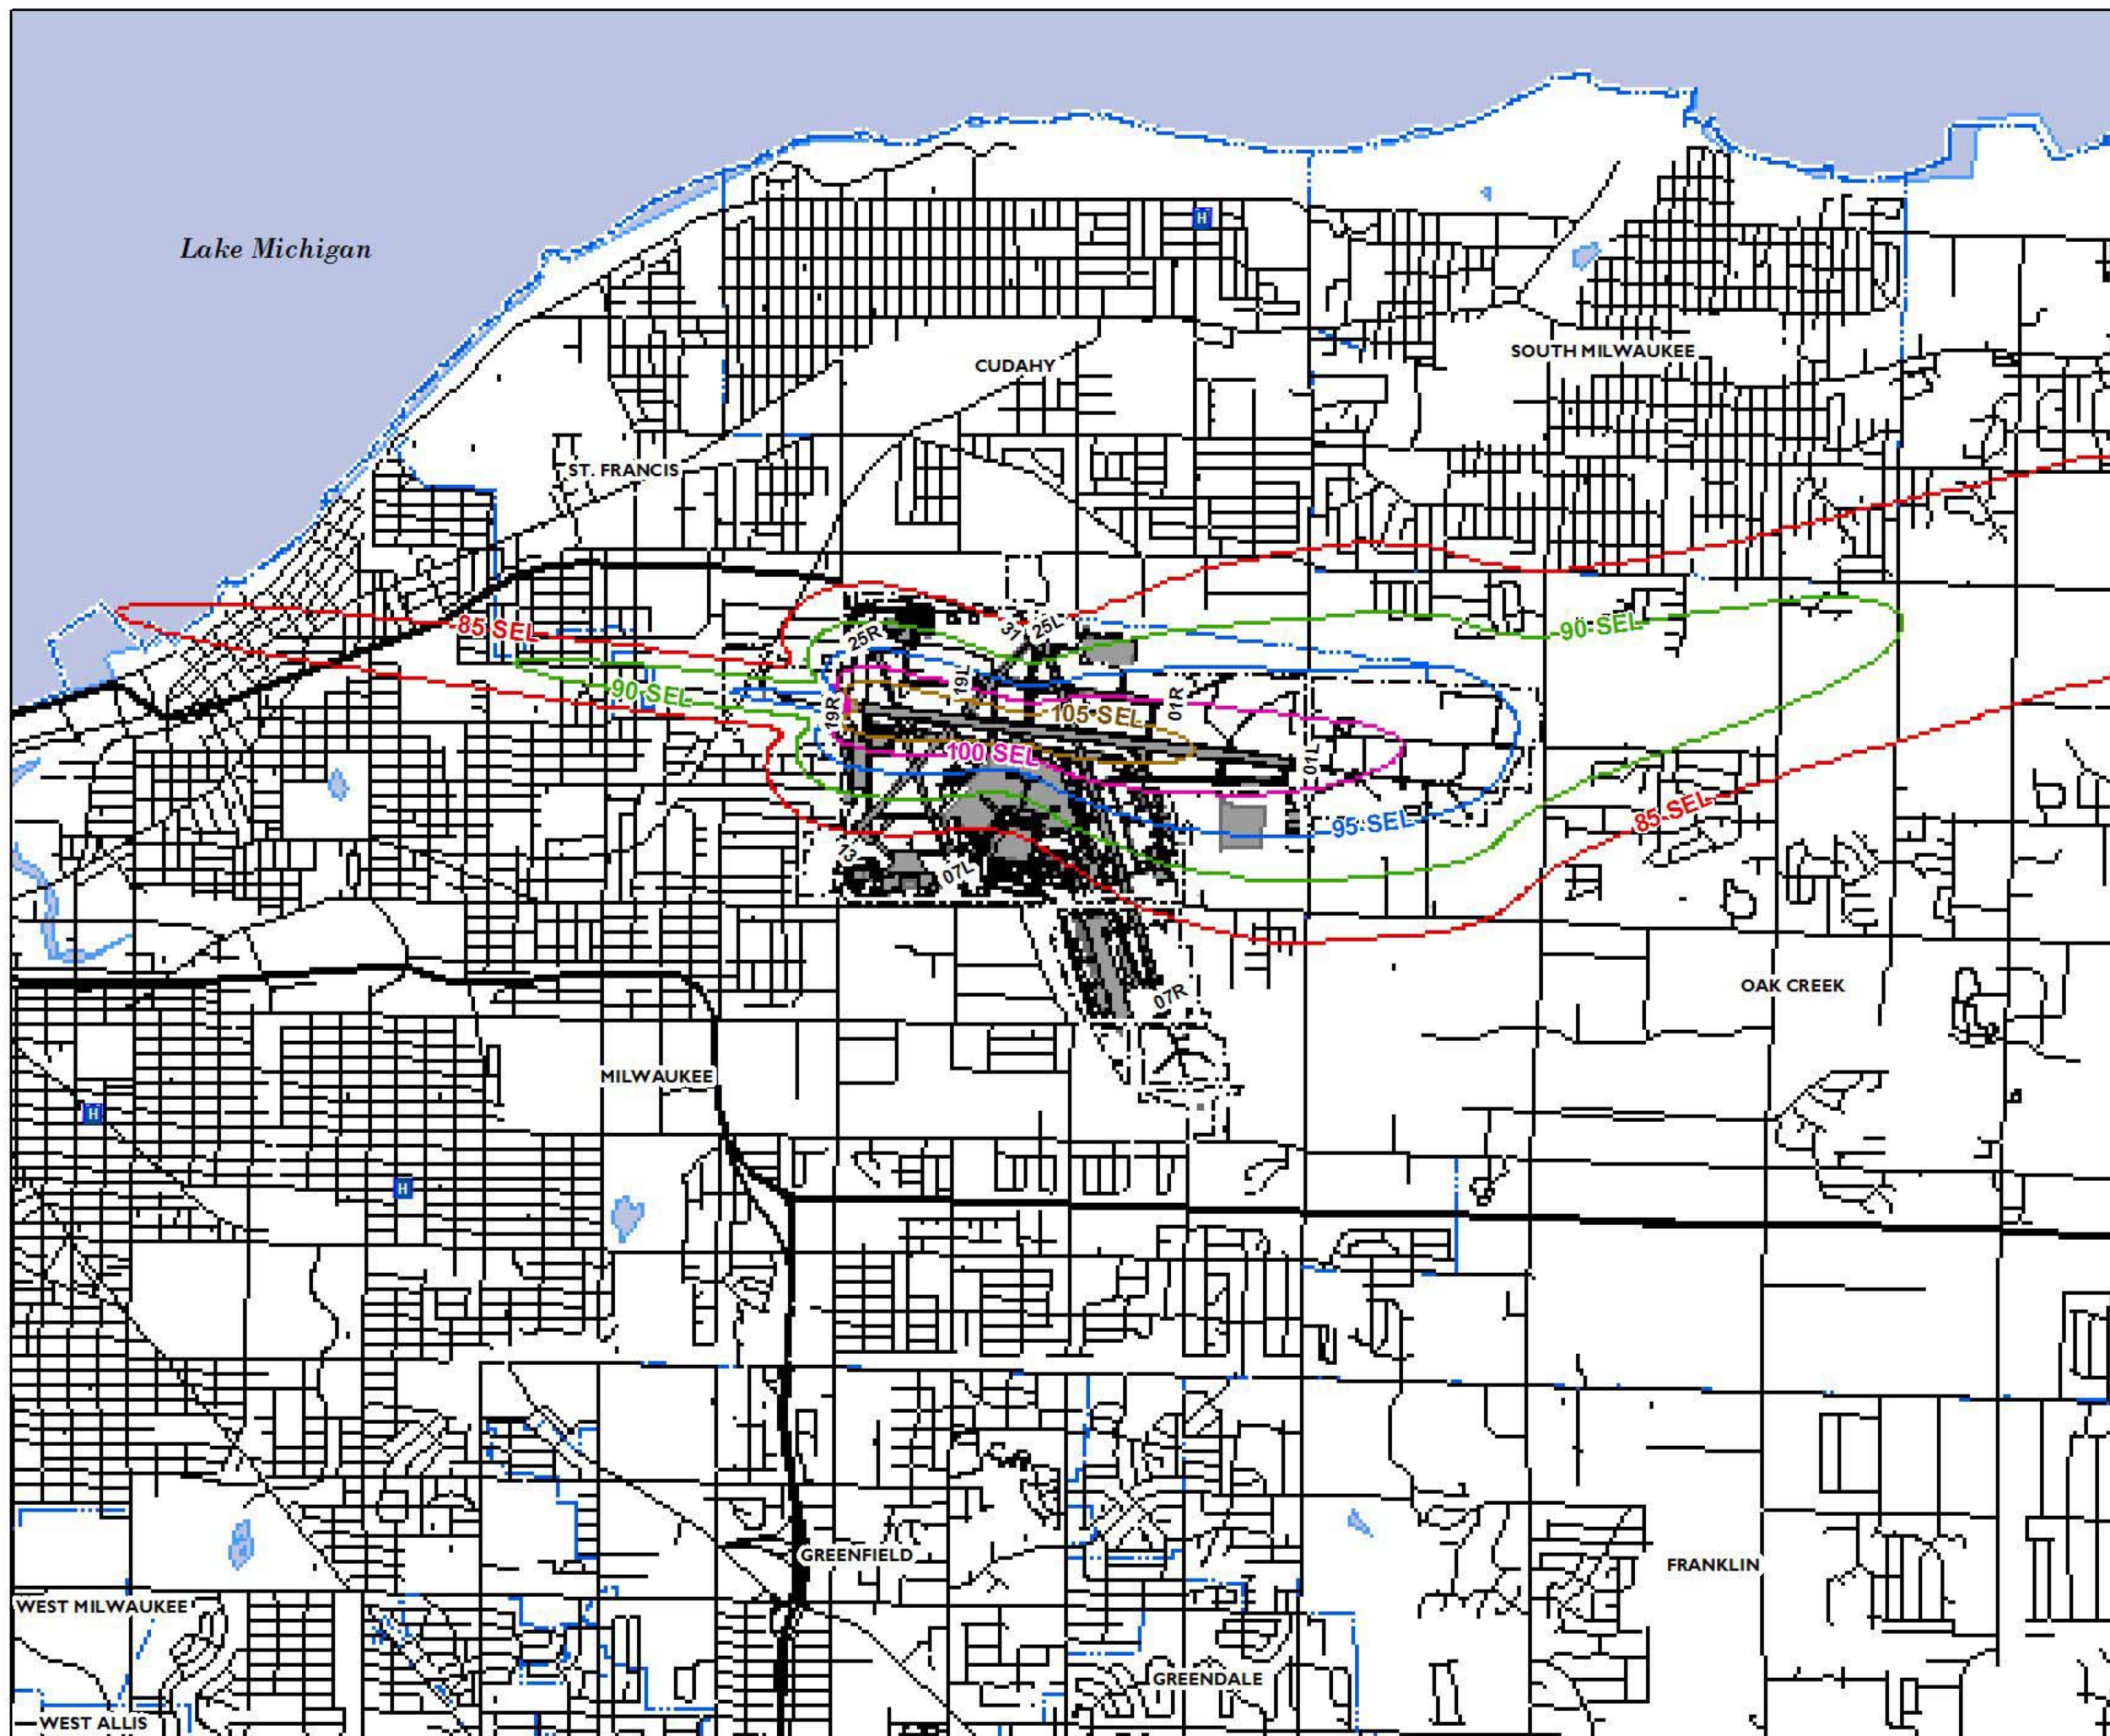 H
Lake Michigan
SOUTH MILWAUKEE
CUDAHY
ST. FRANCIS
85 SEL
90 SEL
31
25L
25R
90 SEL
19L
01R
19R
105 SEL
100 SEL
01L
85 SEL
95 SEL
13
07L
OAK CREEK
07R
MILWAUKEE
H
H
GREENFIELD
FRANKLIN
WEST MILWAUKEE
GREENDALE
WEST ALLIS